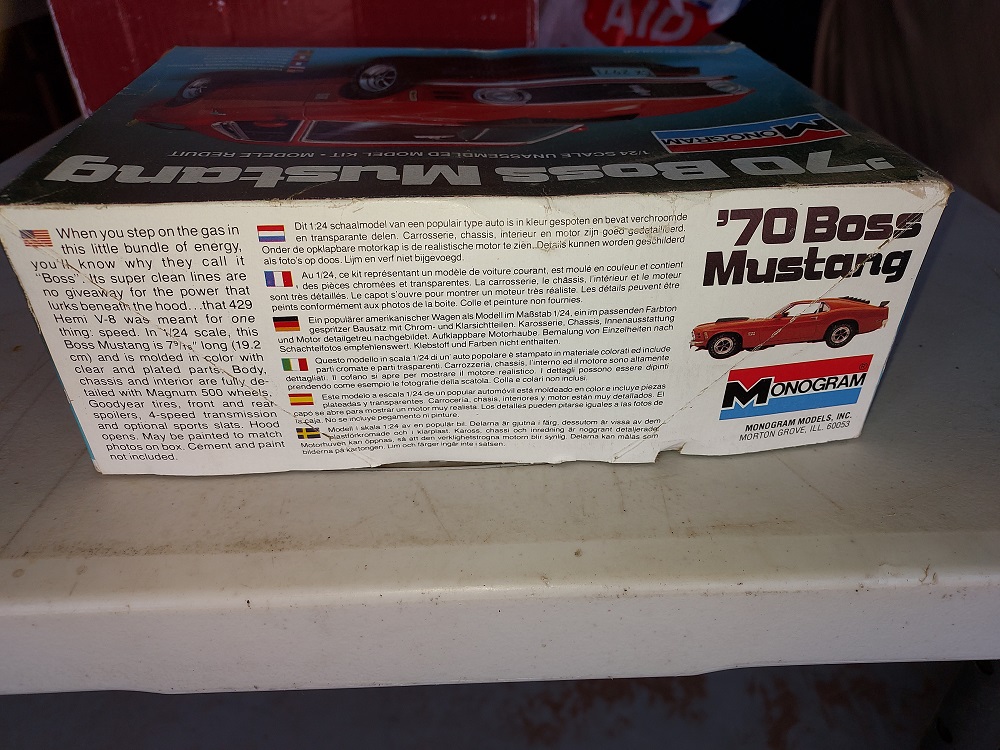 AID
MONOGRAM
1/24 SCALE UNASSEMBLED MODEL KIT - MODELE REDUIT
'70 Boss Mustang
When you step on the gas in
this little bundle of energy,
you'll know why they call it
"Boss". Its super clean lines are
no giveaway for the power that
lurks beneath the hood...that 429
Hemi V-8 was meant for one
thing: speed. In 1/24 scale, this
Boss Mustang is 7 9/16" long (19.2
cm) and is molded in color with
clear and plated parts. Body,
chassis and interior are fully de-
tailed with Magnum 500 wheels,
Goodyear tires, front and rear
spoilers, 4-speed transmission
and optional sports slats. Hood
opens. May be painted to match
photos on box. Cement and paint
not included.
Dit 1:24 schaalmodel van een populair type auto is in kleur gespoten en bevat verchroomde
en transparante delen. Carrosserie, chassis, interieur en motor zijn goed gedetailleerd.
Onder de opklapbare motorkap is de realistische motor te zien. Details kunnen worden geschilderd
als foto's op doos. Lijm en verf niet bijgevoegd.
Au 1/24, ce kit représentant un modèle de voiture courant, est moulé en couleur et contient
des pièces chromées et transparentes. La carrosserie, le châssis, l'intérieur et le moteur
sont très détaillés. Le capot s'ouvre pour montrer un moteur très réaliste. Les détails peuvent être
peints conformément aux photos de la boite. Colle et peinture non fournies.
Ein populärer amerikanischer Wagen als Modell im Maßstab 1/24, ein im passenden Farbton
gespritzer Bausatz mit Chrom- und Klarsichtteilen. Karosserie, Chassis, Innenausstattung
und Motor detailgetreu nachgebildet. Aufklappbare Motorhaube. Bemalung von Einzelheiten nach
Schachtelfotos empfehlenswert. Klebstoff und Farben nicht enthalten.
Questo modello in scala 1/24 di un' auto popolare è stampato in materiale colorato ed include
parti cromate e parti trasparenti. Carrozzeria, chassis, l'interno ed il motore sono altamente
dettagliati. Il cofano si apre per mostrare il motore realistico. I dettagli possono essere dipinti
prendendo come esempio le fotografie della scatola. Colla e colari non inclusi.
Este modelo a escala 1/24 de un popular automóvil está moldeado en color e incluye piezas
plateadas y transparentes. Carrocería, chassis, interiores y motor están muy detallados. El
capo se abre para mostrar un motor muy realista. Los detalles pueden pitarse iguales a las fotos de
la caja. No se incluye pegamento ni pinture.
Modell i skala 1:24 av en popular bil. Delarna är gjutna i färg, dessutom är vissa av dem
plastförkromade och i klarplast. Kaross, chassi och inredning är noggrant detaljerade.
Motorhuven kan öppnas, så att den verklighetstrogna motorn blir synlig. Delarna kan målas som
bilderna på kartongen. Lim och färger ingår inte i satsen.
'70 Boss
Mustang
MONOGRAM
MONOGRAM MODELS, INC.
MORTON GROVE, ILL. 60053